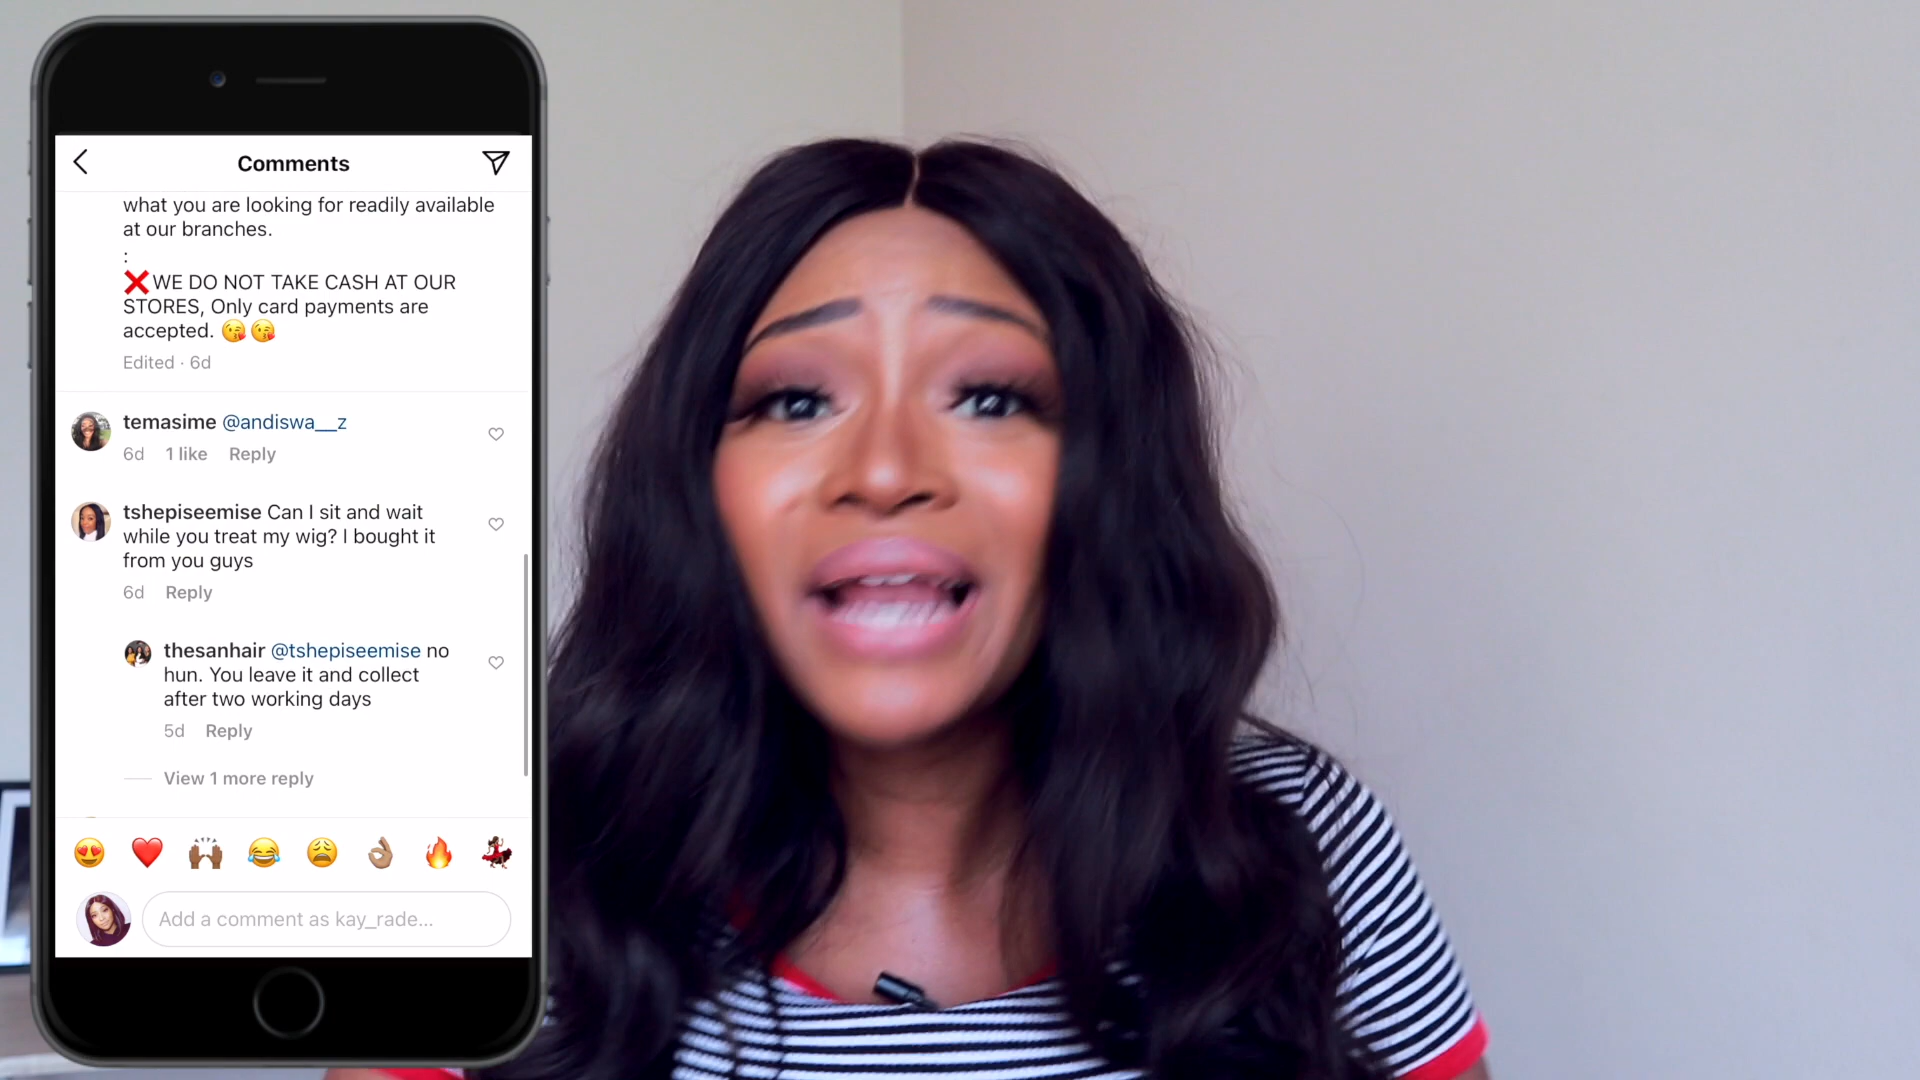 Comments
what you are looking for readily available
at our branches.
:
❌WE DO NOT TAKE CASH AT OUR
STORES, Only card payments are
accepted. 😘😘
Edited · 6d
temasime @andiswa__z
6d 1 like Reply
tshepiseemise Can I sit and wait
while you treat my wig? I bought it
from you guys
6d Reply
thesanhair @tshepiseemise no
hun. You leave it and collect
after two working days
5d Reply
View 1 more reply
Add a comment as kay_rade...